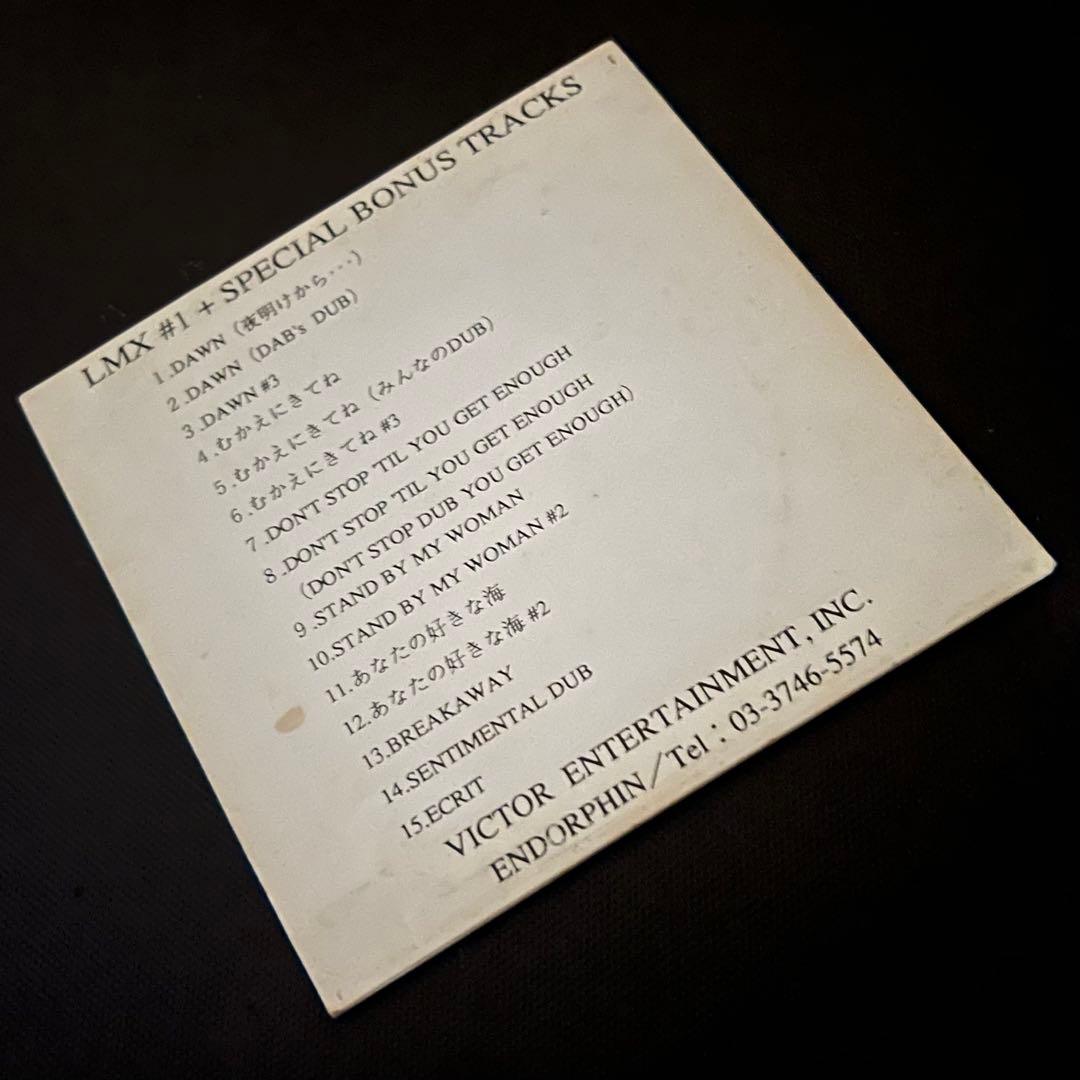 LMX #1 + SPECIAL BONUS TRACKS
1.DAWN（夜明けから･･･）
2.DAWN（DAB's DUB）
3.DAWN #3
4.むかえにきてね
5.むかえにきてね（みんなのDUB）
6.むかえにきてね #3
7.DON'T STOP 'TIL YOU GET ENOUGH
8.DON'T STOP 'TIL YOU GET ENOUGH
（DON'T STOP DUB YOU GET ENOUGH）
9.STAND BY MY WOMAN
10.STAND BY MY WOMAN #2
11.あなたの好きな海
12.あなたの好きな海 #2
13.BREAKAWAY
14.SENTIMENTAL DUB
15.ECRIT
VICTOR ENTERTAINMENT, INC.
ENDORPHIN／Tel：03-3746-5574